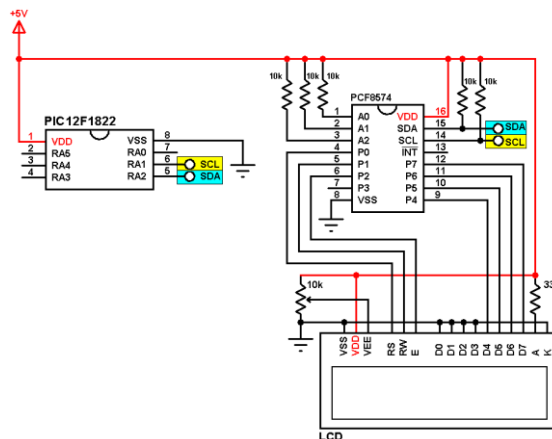 +5V
10k
10k
10k
10k
10k
PIC12F1822
PCF8574
1 VDD VSS 8
2 RA5 RA0 7
3 RA4 RA1 6 SCL
4 RA3 RA2 5 SDA
1 A0 VDD 16
2 A1 SDA 15 SDA
3 A2 SCL 14 SCL
4 P0 INT 13
5 P1 P7 12
6 P2 P6 11
7 P3 P5 10
8 VSS P4 9
10k
33
VSS VDD VEE RS RW E D0 D1 D2 D3 D4 D5 D6 D7 A K
LCD